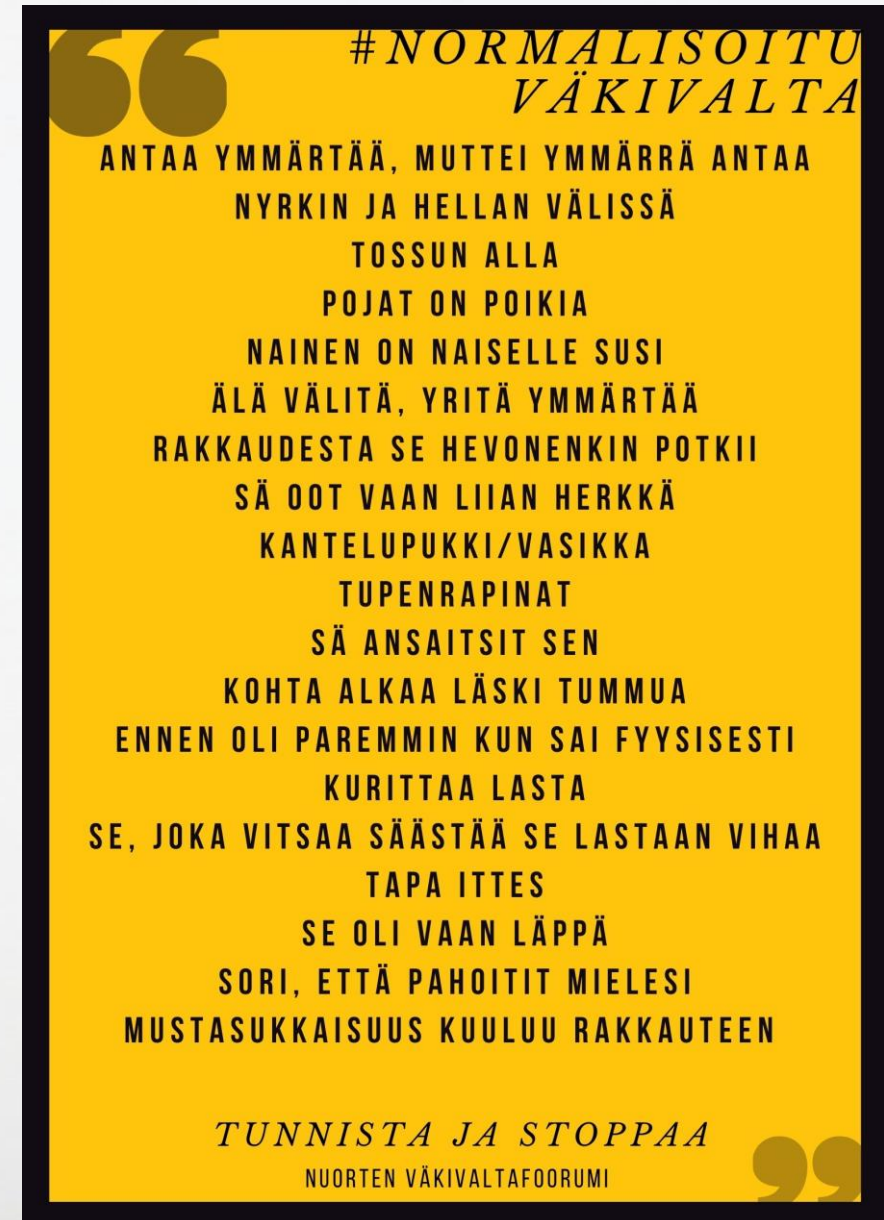 #NORMALISOITU
VÄKIVALTA
ANTAA YMMÄRTÄÄ, MUTTEI YMMÄRRÄ ANTAA
NYRKIN JA HELLAN VÄLISSÄ
TOSSUN ALLA
POJAT ON POIKIA
NAINEN ON NAISELLE SUSI
ÄLÄ VÄLITÄ, YRITÄ YMMÄRTÄÄ
RAKKAUDESTA SE HEVONENKIN POTKII
SÄ OOT VAAN LIIAN HERKKÄ
KANTELUPUKKI/VASIKKA
TUPENRAPINAT
SÄ ANSAITSIT SEN
KOHTA ALKAA LÄSKI TUMMUA
ENNEN OLI PAREMMIN KUN SAI FYYSISESTI
KURITTAA LASTA
SE, JOKA VITSAA SÄÄSTÄÄ SE LASTAAN VIHAA
TAPA ITTES
SE OLI VAAN LÄPPÄ
SORI, ETTÄ PAHOITIT MIELESI
MUSTASUKKAISUUS KUULUU RAKKAUTEEN
TUNNISTA JA STOPPAA
NUORTEN VÄKIVALTAFOORUMI